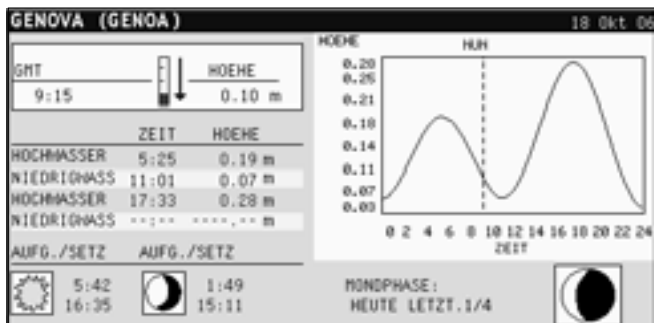 GENOVA (GENOA) 18 Okt 06
GMT HOEHE
9:15 0.10 m
ZEIT HOEHE
HOCHWASSER 5:25 0.19 m
NIEDRIGWASS 11:01 0.07 m
HOCHWASSER 17:33 0.28 m
NIEDRIGWASS --:-- ----.-- m
AUFG./SETZ AUFG./SETZ
5:42 1:49
16:35 15:11
HOEHE NUN
0.28
0.25
0.21
0.18
0.14
0.11
0.07
0.03
0 2 4 6 8 10 12 14 16 18 20 22 24
ZEIT
MONDPHASE:
HEUTE LETZT.1/4